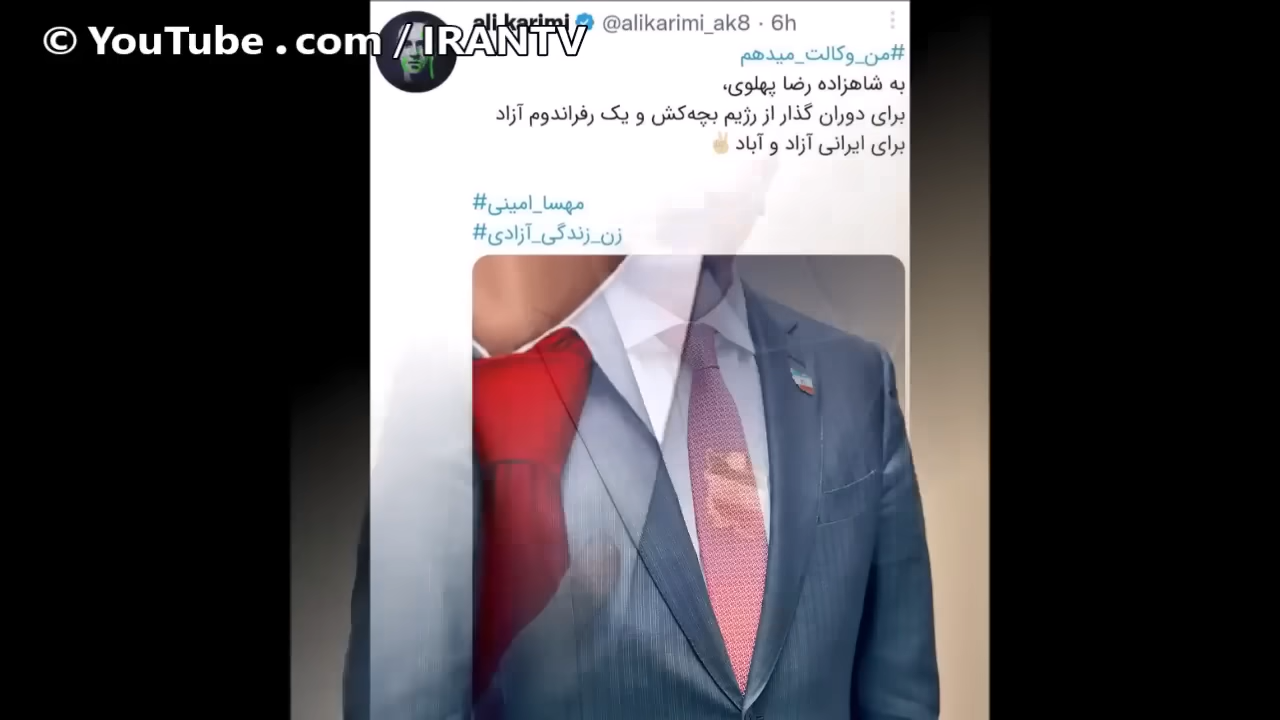 © YouTube . com / IRANTV
ali karimi @alikarimi_ak8 · 6h
#من_وکالت_میدهم
به شاهزاده رضا پهلوی،
برای دوران گذار از رژیم بچه‌کش و یک رفراندوم آزاد
برای ایرانی آزاد و آباد✌🏼
#مهسا_امینی
#زن_زندگی_آزادی